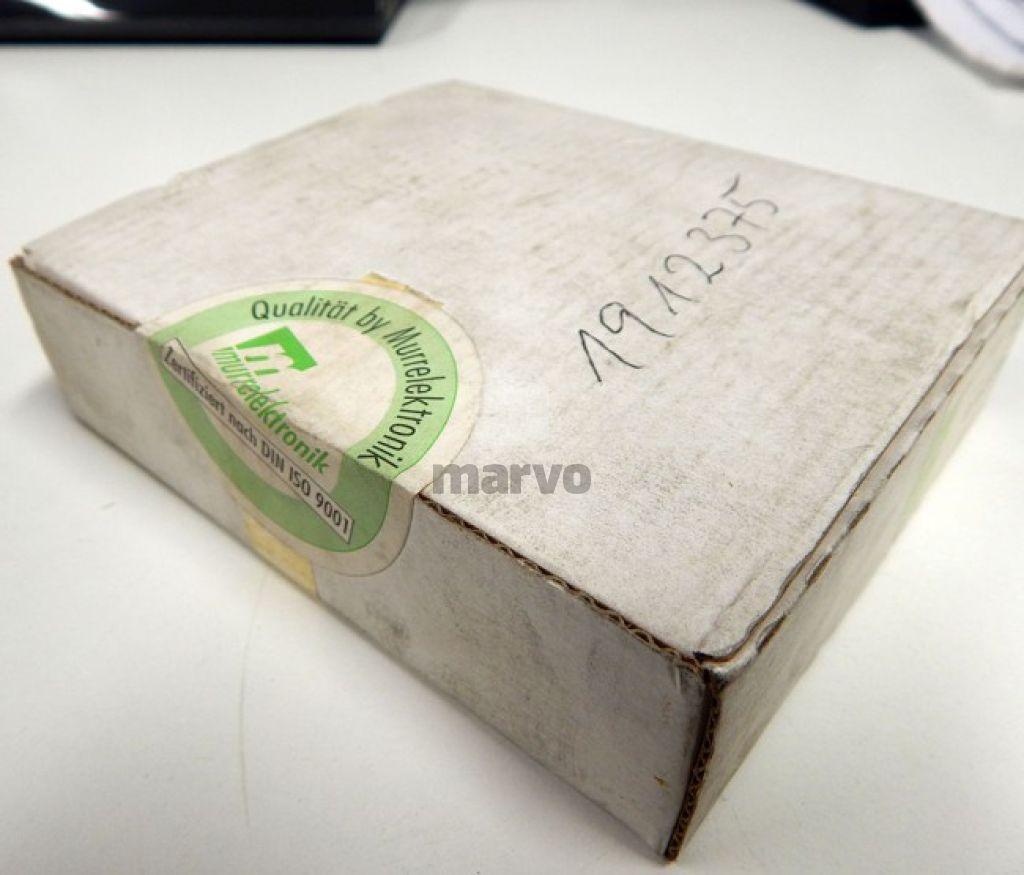 1912375
Qualität by Murrelektronik
murrelektronik
Zertifiziert nach DIN ISO 9001
marvo